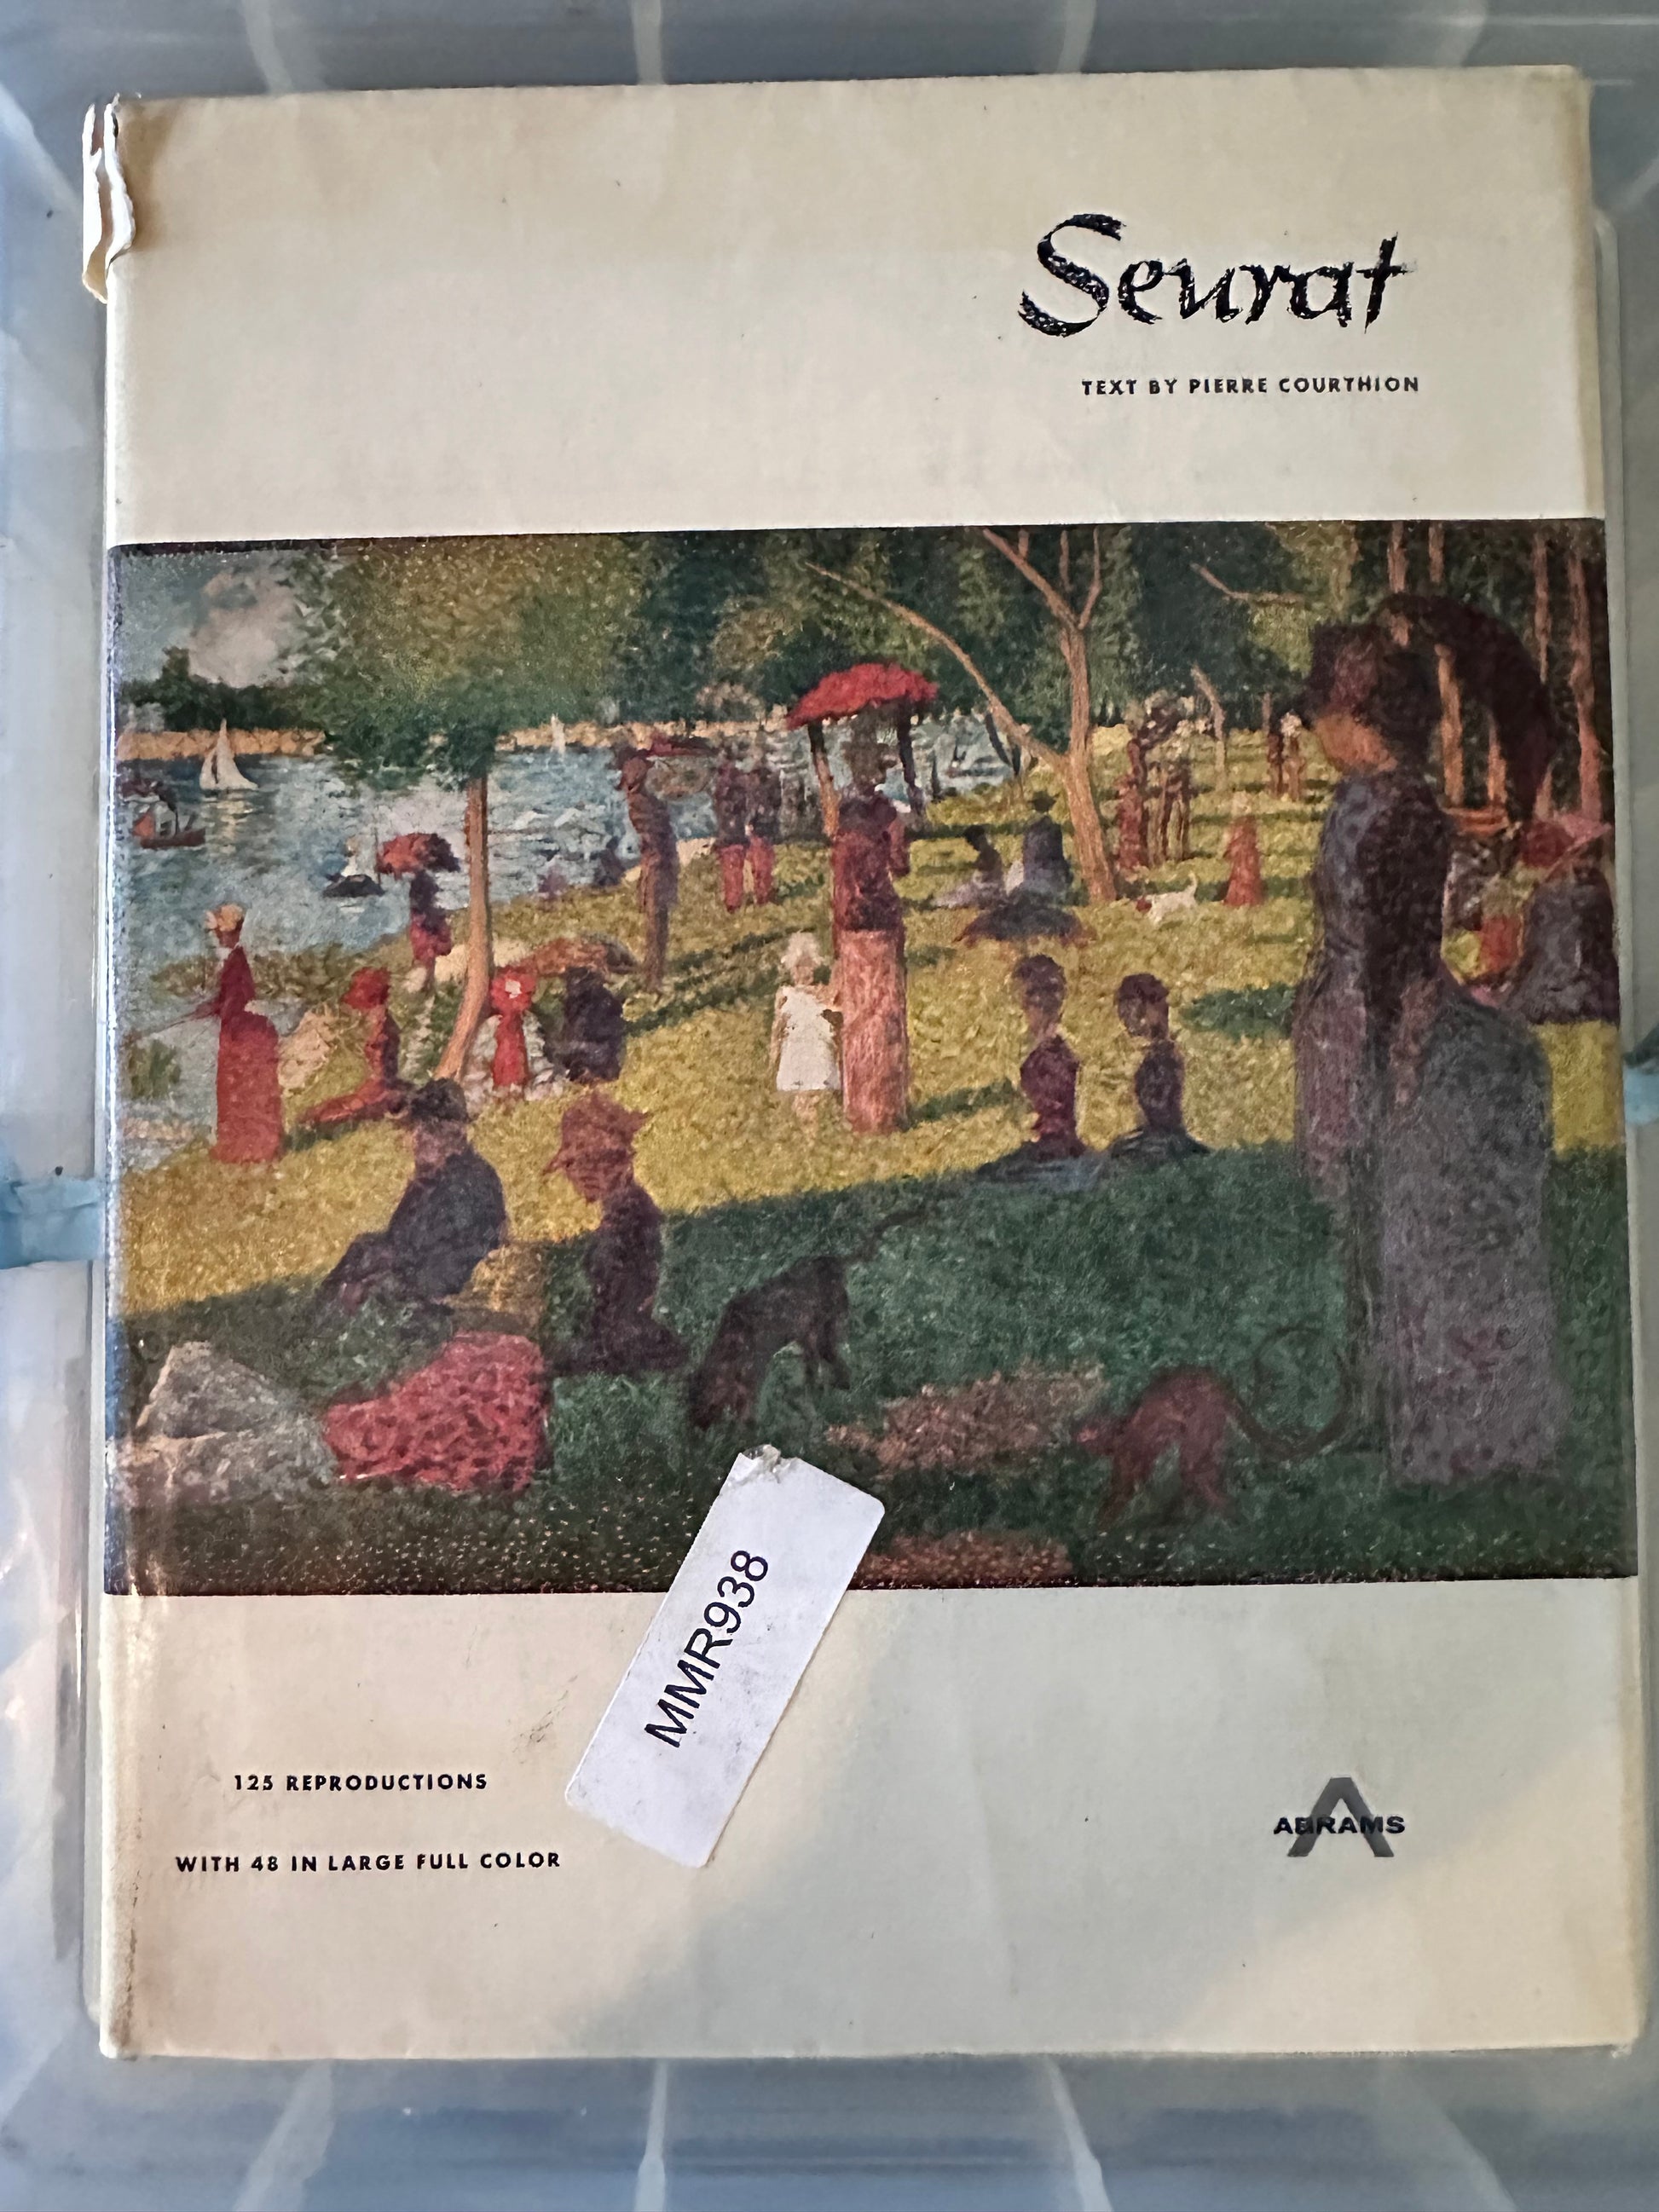 Seurat
TEXT BY PIERRE COURTHION
MMR938
125 REPRODUCTIONS
WITH 48 IN LARGE FULL COLOR
A
ABRAMS